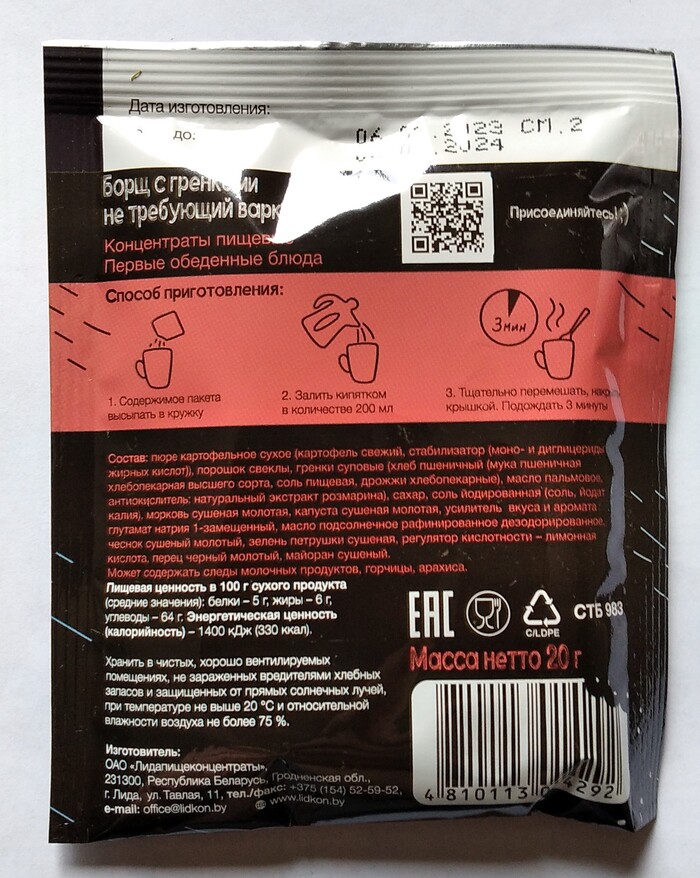 Дата изготовления:
до:
СМ.2
2024
Борщ с гренками
не требующий
Присоединяйтесь! :)
Концентраты
Первые обеденные блюда
Способ приготовления:
3 мин
1. Содержимое пакета
высыпать в кружку
2. Залить кипятком
в количестве 200 мл
3. Тщательно перемешать,
крышкой. Подождать 3 минуты
Состав: пюре картофельное сухое (картофель свежий, стабилизатор (моно- и диглицериды
жирных кислот)), порошок свеклы, гренки суповые (хлеб пшеничный (мука пшеничная
хлебопекарная высшего сорта, соль пищевая, дрожжи хлебопекарные), масло пальмовое,
антиокислитель: натуральный экстракт розмарина), сахар, соль йодированная (соль, йодат
калия), морковь сушеная молотая, капуста сушеная молотая, усилитель вкуса и аромата
глутамат натрия 1-замещенный, масло подсолнечное рафинированное дезодорированное,
чеснок сушеный молотый, зелень петрушки сушеная, регулятор кислотности – лимонная
кислота, перец черный молотый, майоран сушеный.
Может содержать следы молочных продуктов, горчицы, арахиса.
Пищевая ценность в 100 г сухого продукта
(средние значения): белки – 5 г, жиры – 6 г,
углеводы – 64 г. Энергетическая ценность
(калорийность) – 1400 кДж (330 ккал).
EAC
C/LDPE
СТБ 983
Масса нетто 20 г
Хранить в чистых, хорошо вентилируемых
помещениях, не зараженных вредителями хлебных
запасов и защищенных от прямых солнечных лучей,
при температуре не выше 20 °С и относительной
влажности воздуха не более 75 %.
Изготовитель:
ОАО «Лидапищеконцентраты»,
231300, Республика Беларусь, Гродненская обл.,
г. Лида, ул. Тавлая, 11, тел./факс: +375 (154) 52-59-52,
e-mail: office@lidkon.by www.lidkon.by
4 810113 4292